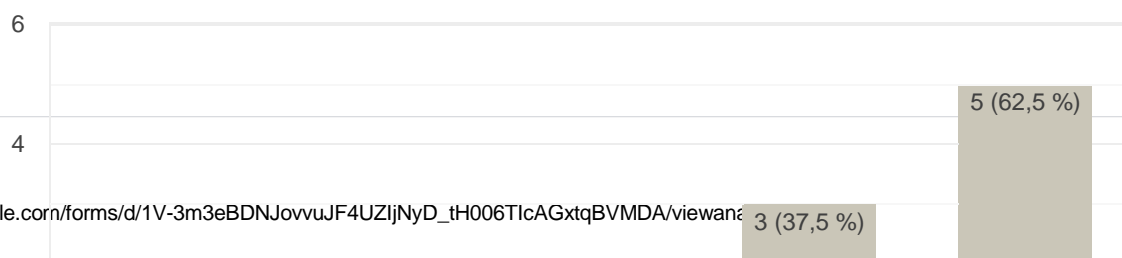 6
5 (62,5 %)
4
le.com/forms/d/1V-3m3eBDNJovvuJF4UZIjNyD_tH006TIcAGxtqBVMDA/viewana
3 (37,5 %)